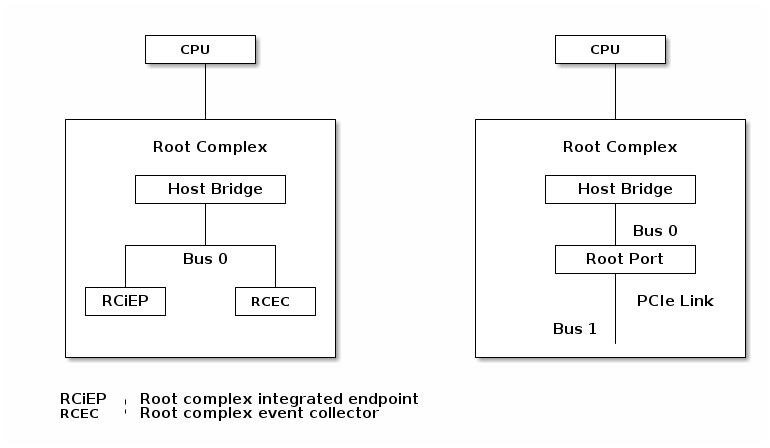 CPU
CPU
Root Complex
Root Complex
Host Bridge
Host Bridge
Bus 0
Bus 0
Root Port
RCiEP
RCEC
PCIe Link
Bus 1
RCiEP : Root complex integrated endpoint
RCEC : Root complex event collector